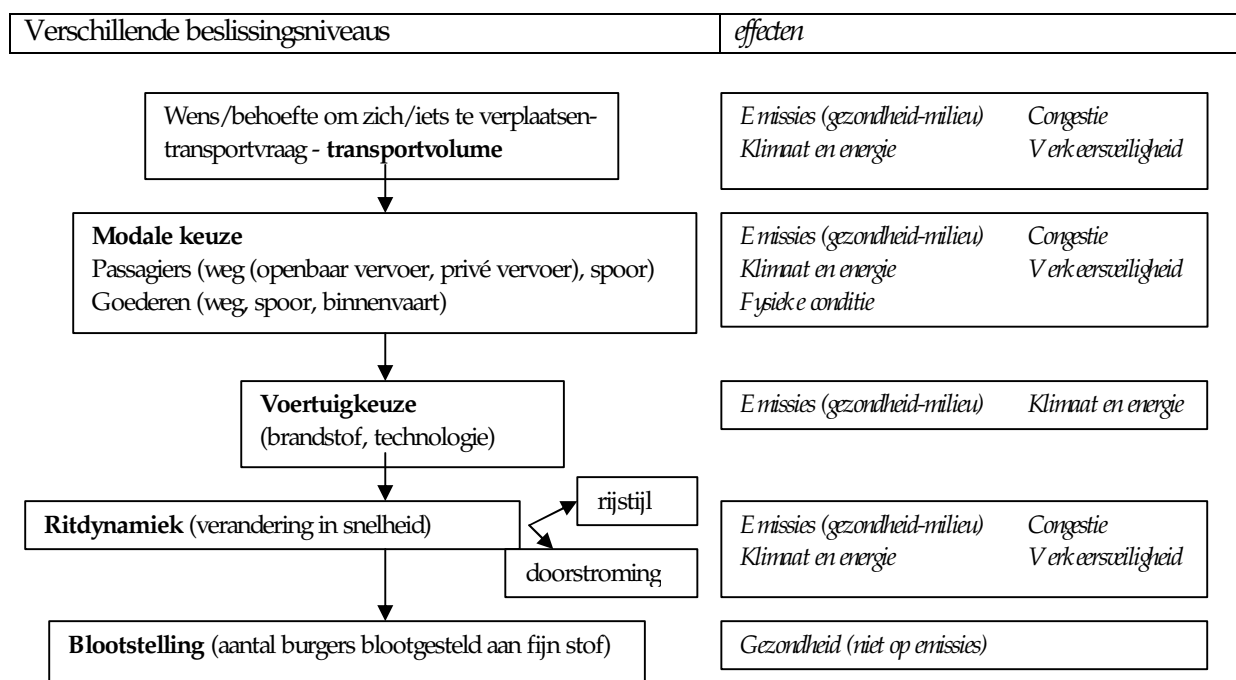 Verschillende beslissingsniveaus
effecten
Wens/behoefte om zich/iets te verplaatsen-
transportvraag - transportvolume
Emissies (gezondheid-milieu) Congestie
Klimaat en energie Verkeersveiligheid
Modale keuze
Passagiers (weg (openbaar vervoer, privé vervoer), spoor)
Goederen (weg, spoor, binnenvaart)
Emissies (gezondheid-milieu) Congestie
Klimaat en energie Verkeersveiligheid
Fysieke conditie
Voertuigkeuze
(brandstof, technologie)
Emissies (gezondheid-milieu) Klimaat en energie
Ritdynamiek (verandering in snelheid)
rijstijl
doorstroming
Emissies (gezondheid-milieu) Congestie
Klimaat en energie Verkeersveiligheid
Blootstelling (aantal burgers blootgesteld aan fijn stof)
Gezondheid (niet op emissies)